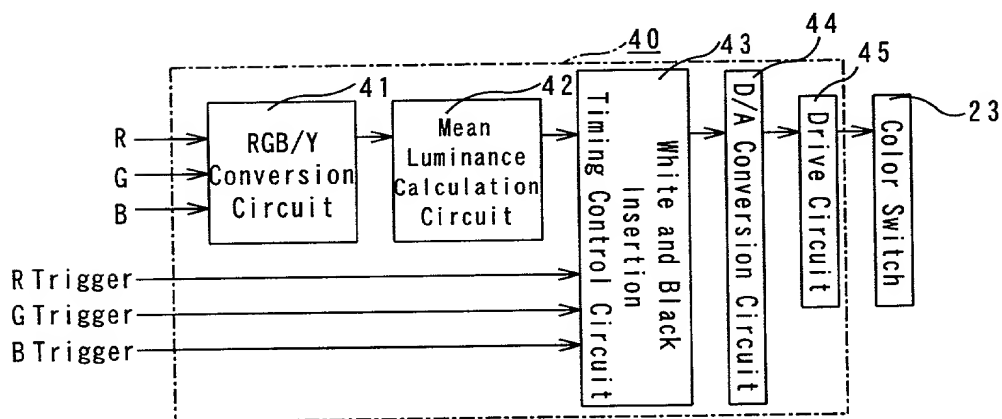 40
41
42
43
44
45
23
R
G
B
RGB/Y
Conversion
Circuit
Mean
Luminance
Calculation
Circuit
White and Black
Insertion
Timing Control Circuit
D/A Conversion Circuit
Drive Circuit
Color Switch
R Trigger
G Trigger
B Trigger